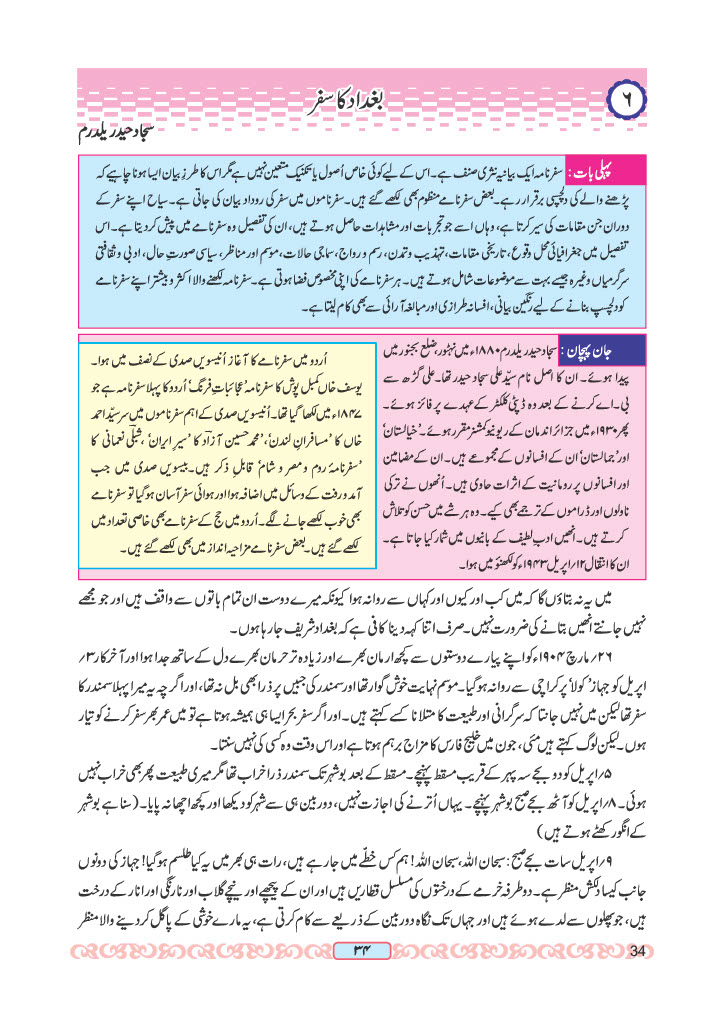 ۶
بغداد کا سفر
سجاد حیدر یلدرم
پہلی بات : سفرنامہ ایک بیانیہ نثری صنف ہے۔ اس کے لیے کوئی خاص اُصول یا تکنیک متعین نہیں ہے مگر اس کا طرزِ بیان ایسا ہونا چاہیے کہ
پڑھنے والے کی دلچسپی برقرار رہے۔ بعض سفرنامے منظوم بھی لکھے گئے ہیں۔ سفرناموں میں سفر کی روداد بیان کی جاتی ہے۔ سیاح اپنے سفر کے
دوران جن مقامات کی سیر کرتا ہے، وہاں اسے جو تجربات اور مشاہدات حاصل ہوتے ہیں، ان کی تفصیل وہ سفرنامے میں پیش کر دیتا ہے۔ اس
تفصیل میں جغرافیائی محل وقوع، تاریخی مقامات، تہذیب و تمدن، رسم و رواج، سماجی حالات، موسم اور مناظر، سیاسی صورتِ حال، ادبی و ثقافتی
سرگرمیاں وغیرہ جیسے بہت سے موضوعات شامل ہوتے ہیں۔ ہر سفرنامے کی اپنی مخصوص فضا ہوتی ہے۔ سفرنامہ لکھنے والا اکثر و بیشتر اپنے سفرنامے
کو دلچسپ بنانے کے لیے رنگین بیانی، افسانہ طرازی اور مبالغہ آرائی سے بھی کام لیتا ہے۔
جان پہچان : سجاد حیدر یلدرم ۱۸۸۰ء میں نہٹور، ضلع بجنور میں
پیدا ہوئے۔ ان کا اصل نام سیّد علی سجاد حیدر تھا۔ علی گڑھ سے
بی۔اے کرنے کے بعد وہ ڈپٹی کلکٹر کے عہدے پر فائز ہوئے۔
پھر ۱۹۳۰ء میں جزائر انڈمان کے ریونیو کمشنر مقرر ہوئے۔ ’خیالستان‘
اور ’جمالستان‘ ان کے افسانوں کے مجموعے ہیں۔ ان کے مضامین
اور افسانوں پر رومانیت کے اثرات حاوی ہیں۔ اُنھوں نے ترکی
ناولوں اور ڈراموں کے ترجمے بھی کیے۔ وہ ہر شے میں حسن کو تلاش
کرتے ہیں۔ انھیں ادبِ لطیف کے بانیوں میں شمار کیا جاتا ہے۔
ان کا انتقال ۱۲؍ اپریل ۱۹۴۳ء کو لکھنؤ میں ہوا۔
اُردو میں سفرنامے کا آغاز اُنیسویں صدی کے نصف میں ہوا۔
یوسف خاں کمبل پوش کا سفرنامہ ’عجائباتِ فرنگ‘ اُردو کا پہلا سفرنامہ ہے جو
۱۸۴۷ء میں لکھا گیا تھا۔ اُنیسویں صدی کے اہم سفرناموں میں سر سیّد احمد
خاں کا ’مسافرانِ لندن‘، محمد حسین آزاد کا ’سیرِ ایران‘، شبلی نعمانی کا
’سفرنامۂ روم و مصر و شام‘ قابلِ ذکر ہیں۔ بیسویں صدی میں جب
آمد و رفت کے وسائل میں اضافہ ہوا اور ہوائی سفر آسان ہو گیا تو سفرنامے
بھی خوب لکھے جانے لگے۔ اُردو میں حج کے سفرنامے بھی خاصی تعداد میں
لکھے گئے ہیں۔ بعض سفرنامے مزاحیہ انداز میں بھی لکھے گئے ہیں۔
میں یہ نہ بتاؤں گا کہ میں کب اور کیوں اور کہاں سے روانہ ہوا کیونکہ میرے دوست ان تمام باتوں سے واقف ہیں اور جو مجھے
نہیں جانتے انھیں بتانے کی ضرورت نہیں۔ صرف اتنا کہہ دینا کافی ہے کہ بغداد شریف جا رہا ہوں۔
۲۶؍ مارچ ۱۹۰۴ء کو اپنے پیارے دوستوں سے کچھ ارمان بھرے اور زیادہ تر حرمان بھرے دل کے ساتھ جدا ہوا اور آخر کار ۳؍
اپریل کو جہاز ’کولا‘ پر کراچی سے روانہ ہو گیا۔ موسم نہایت خوش گوار تھا اور سمندر کی جبیں پر ذرا بھی بل نہ تھا، اور اگرچہ یہ میرا پہلا سمندر کا
سفر تھا لیکن میں نہیں جانتا کہ سرگرانی اور طبیعت کا متلانا کسے کہتے ہیں۔ اور اگر سفرِ بحر ایسا ہی ہمیشہ ہوتا ہے تو میں عمر بھر سفر کرنے کو تیار
ہوں۔ لیکن لوگ کہتے ہیں مئی، جون میں خلیجِ فارس کا مزاج برہم ہوتا ہے اور اس وقت وہ کسی کی نہیں سنتا۔
۵؍ اپریل کو دو بجے سہ پہر کے قریب مسقط پہنچے۔ مسقط کے بعد بوشہر تک سمندر ذرا خراب تھا مگر میری طبیعت پھر بھی خراب نہیں
ہوئی۔ ۸؍ اپریل کو آٹھ بجے صبح بوشہر پہنچے۔ یہاں اُترنے کی اجازت نہیں، دوربین ہی سے شہر کو دیکھا اور کچھ اچھا نہ پایا۔ (سنا ہے بوشہر
کے انگور کھٹے ہوتے ہیں)
۹؍ اپریل سات بجے صبح : سبحان اللہ، سبحان اللہ! ہم کس خطّے میں جا رہے ہیں، رات ہی بھر میں یہ کیا طلسم ہو گیا! جہاز کی دونوں
جانب کیسا دلکش منظر ہے۔ دو طرفہ خرمے کے درختوں کی مسلسل قطاریں ہیں اور ان کے پیچھے اور نیچے گلاب اور نارنگی اور انار کے درخت
ہیں، جو پھلوں سے لدے ہوئے ہیں اور جہاں تک نگاہ دوربین کے ذریعے سے کام کرتی ہے، یہ مارے خوشی کے پاگل کر دینے والا منظر
۳۴
34